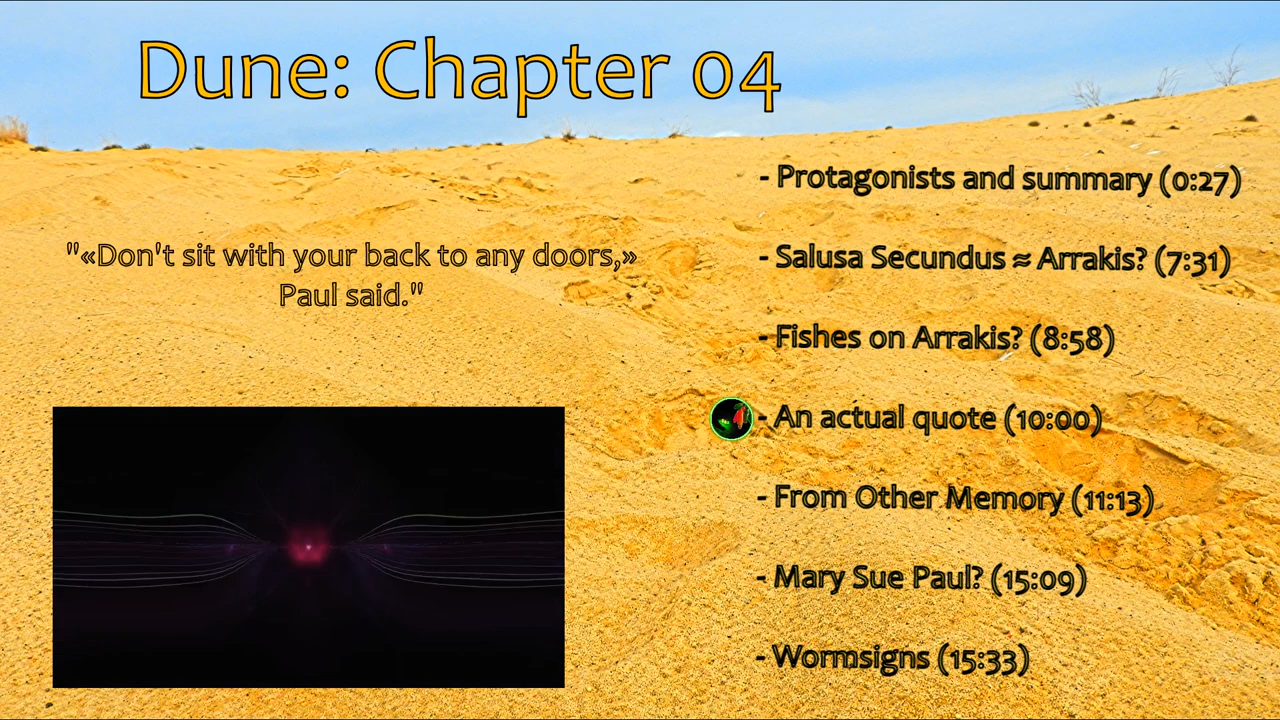 Dune: Chapter 04
"«Don't sit with your back to any doors,»
Paul said."
- Protagonists and summary (0:27)
- Salusa Secundus ≈ Arrakis? (7:31)
- Fishes on Arrakis? (8:58)
- An actual quote (10:00)
- From Other Memory (11:13)
- Mary Sue Paul? (15:09)
- Wormsigns (15:33)